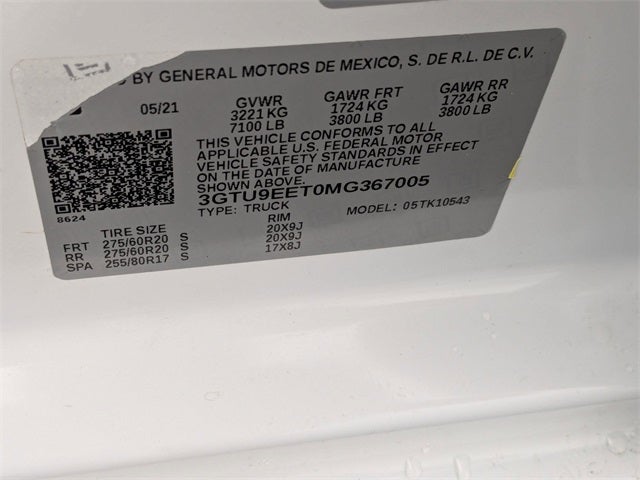 BY GENERAL MOTORS DE MEXICO, S. DE R.L. DE C.V.
05/21 GVWR GAWR FRT GAWR RR
3221 KG 1724 KG 1724 KG
7100 LB 3800 LB 3800 LB
THIS VEHICLE CONFORMS TO ALL
APPLICABLE U.S. FEDERAL MOTOR
VEHICLE SAFETY STANDARDS IN EFFECT
ON THE DATE OF MANUFACTURE
SHOWN ABOVE.
3GTU9EET0MG367005
8624 TYPE: TRUCK MODEL: 05TK10543
TIRE SIZE RIM
FRT 275/60R20 S 20X9J
RR 275/60R20 S 20X9J
SPA 255/80R17 S 17X8J